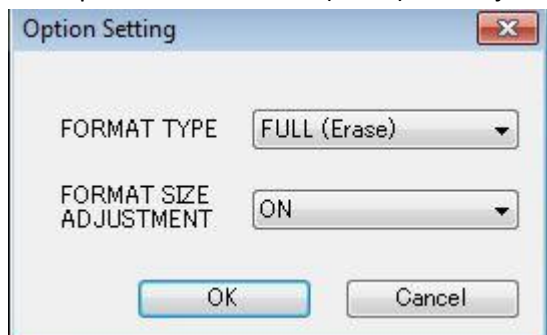 Option Setting
FORMAT TYPE
FULL (Erase)
FORMAT SIZE
ADJUSTMENT
ON
OK
Cancel